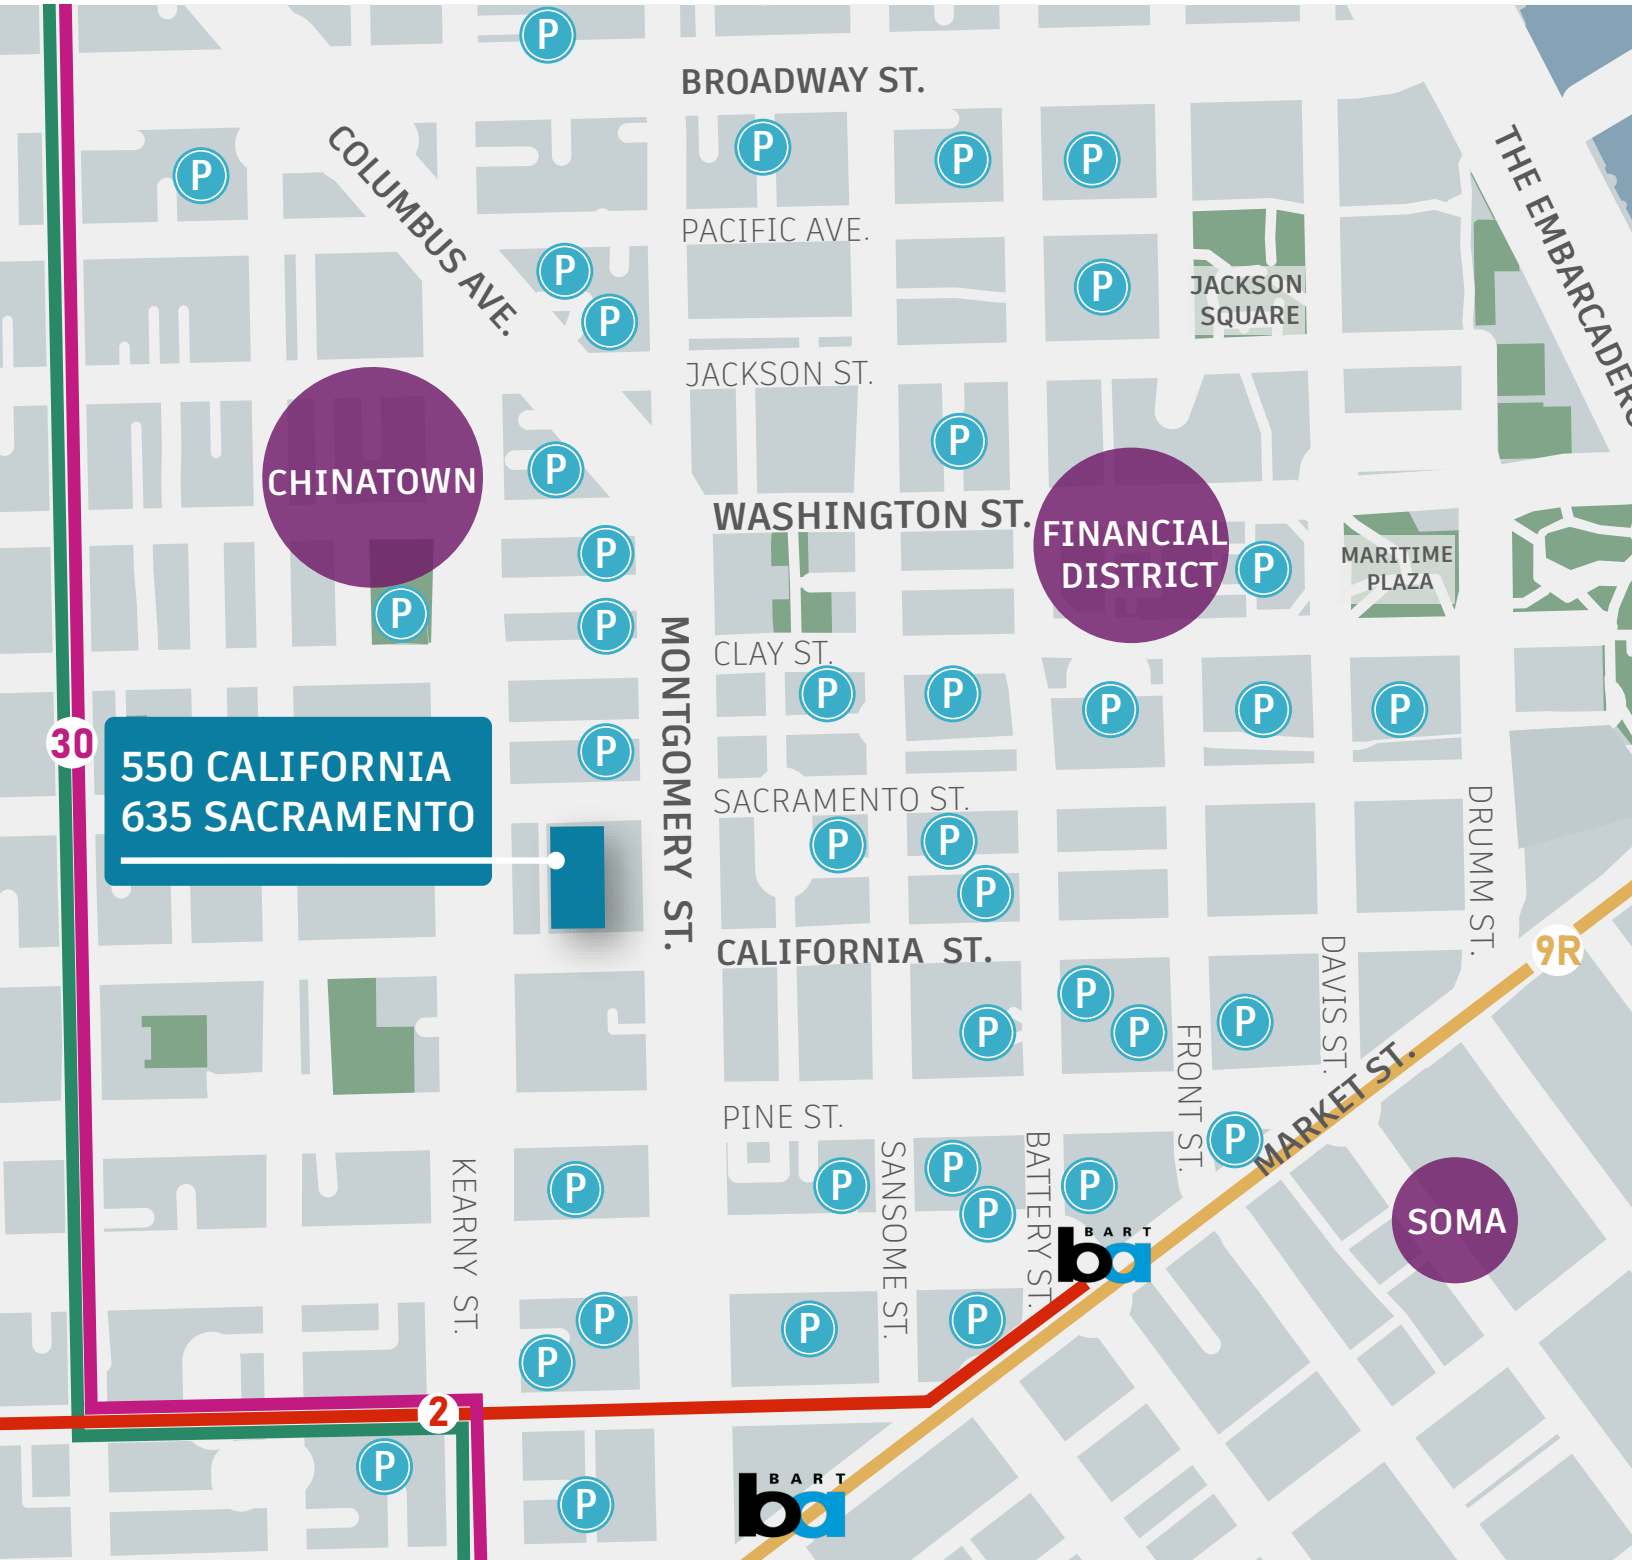 P
BROADWAY ST.
P
P
P
P
COLUMBUS AVE.
THE EMBARCADERO
PACIFIC AVE.
P
P
P
JACKSON
SQUARE
JACKSON ST.
CHINATOWN
P
P
WASHINGTON ST.
FINANCIAL
DISTRICT
P
P
MARITIME
PLAZA
P
P
MONTGOMERY ST.
CLAY ST.
P
P
P
P
P
30
550 CALIFORNIA
635 SACRAMENTO
P
SACRAMENTO ST.
P
P
P
DRUMM ST.
CALIFORNIA ST.
9R
DAVIS ST.
P
P
P
P
FRONT ST.
MARKET ST.
PINE ST.
P
KEARNY ST.
P
P
SANSOME ST.
P
P
BATTERY ST.
P
SOMA
BART
ba
P
P
P
P
2
P
P
BART
ba